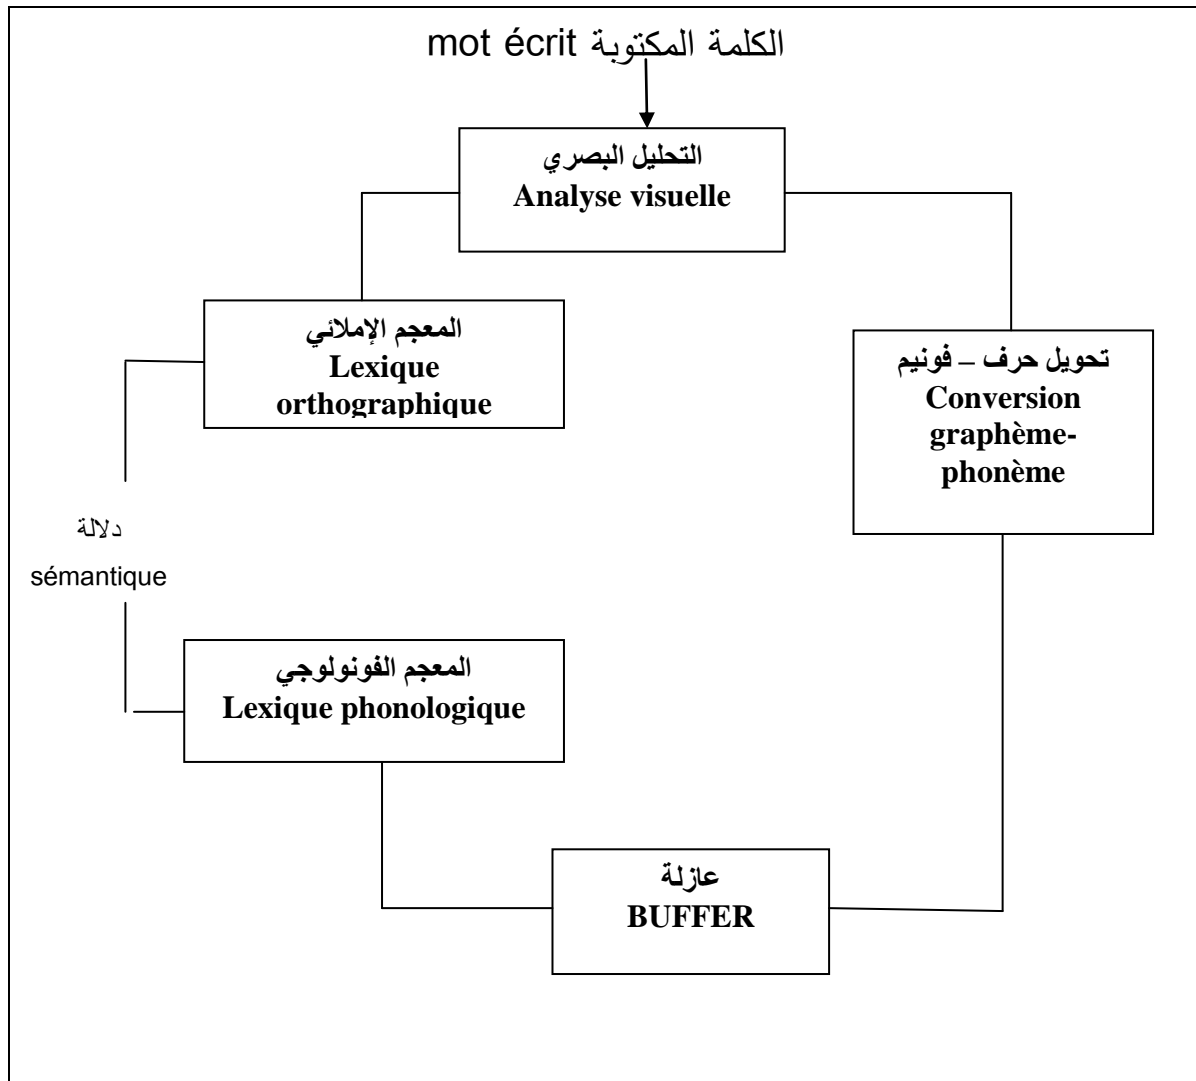 الكلمة المكتوبة mot écrit
التحليل البصري
Analyse visuelle
المعجم الإملائي
Lexique
orthographique
تحويل حرف – فونيم
Conversion
graphème-
phonème
دلالة
sémantique
المعجم الفونولوجي
Lexique phonologique
عازلة
BUFFER